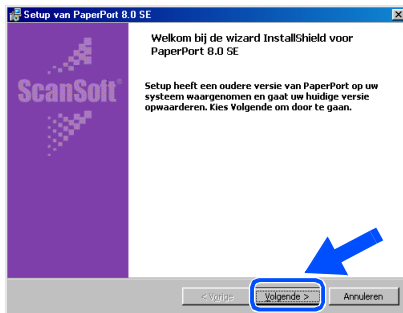 Setup van PaperPort 8.0 SE
Welkom bij de wizard InstallShield voor
PaperPort 8.0 SE
ScanSoft®
Setup heeft een oudere versie van PaperPort op uw
systeem waargenomen en gaat uw huidige versie
opwaarderen. Kies Volgende om door te gaan.
< Vorige
Volgende >
Annuleren